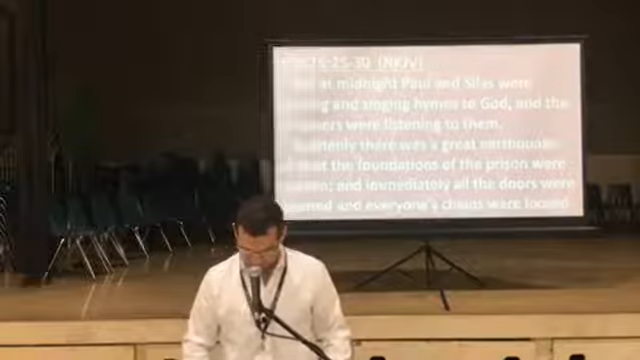 25-30 (NKJV)
at midnight Paul and Silas were
and singing hymns to God, and the
were listening to them.
there was a great earthquake
that the foundations of the prison were
and immediately all the doors were
and everyone's chains were loosed